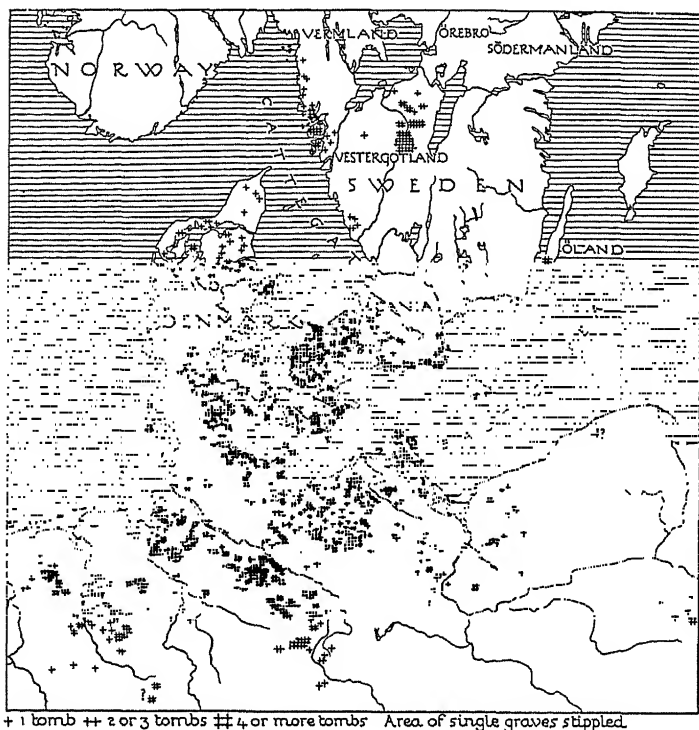 VERMLAND ÖREBRO
SÖDERMANLAND
NORWAY
CATTEGA
VESTERGOTLAND
SWEDEN
ÖLAND
DENMARK
?
?
?
+ 1 tomb ++ 2 or 3 tombs ⋕ 4 or more tombs Area of single graves stippled